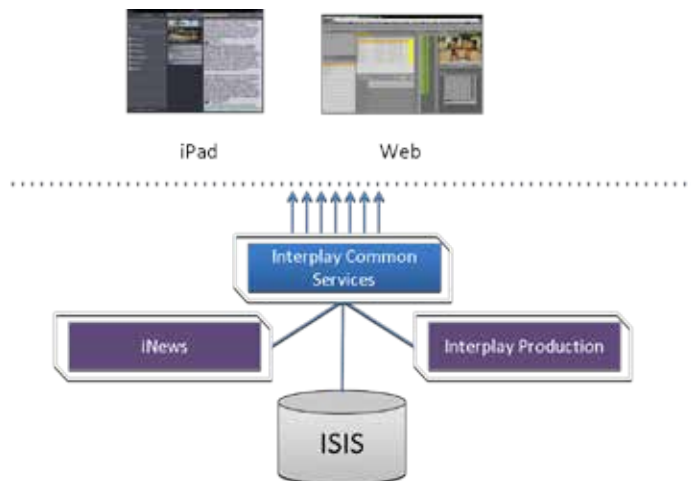 iPad
Web
Interplay Common
Services
iNews
Interplay Production
ISIS